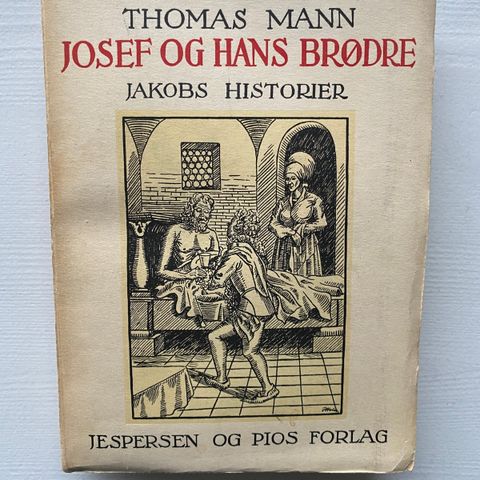 THOMAS MANN
JOSEF OG HANS BRØDRE
JAKOBS HISTORIER
JESPERSEN OG PIOS FORLAG